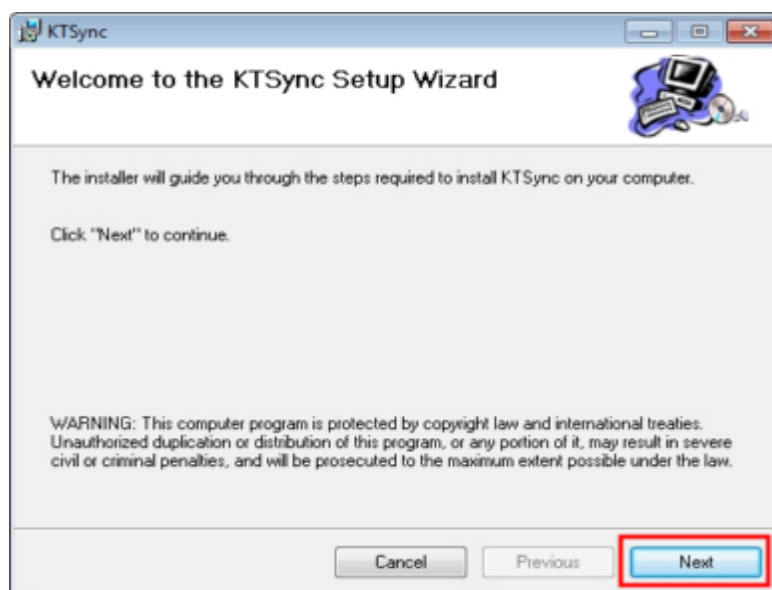 KTSync
Welcome to the KTSync Setup Wizard
The installer will guide you through the steps required to install KTSync on your computer.
Click "Next" to continue.
WARNING: This computer program is protected by copyright law and international treaties.
Unauthorized duplication or distribution of this program, or any portion of it, may result in severe
civil or criminal penalties, and will be prosecuted to the maximum extent possible under the law.
Cancel Previous Next